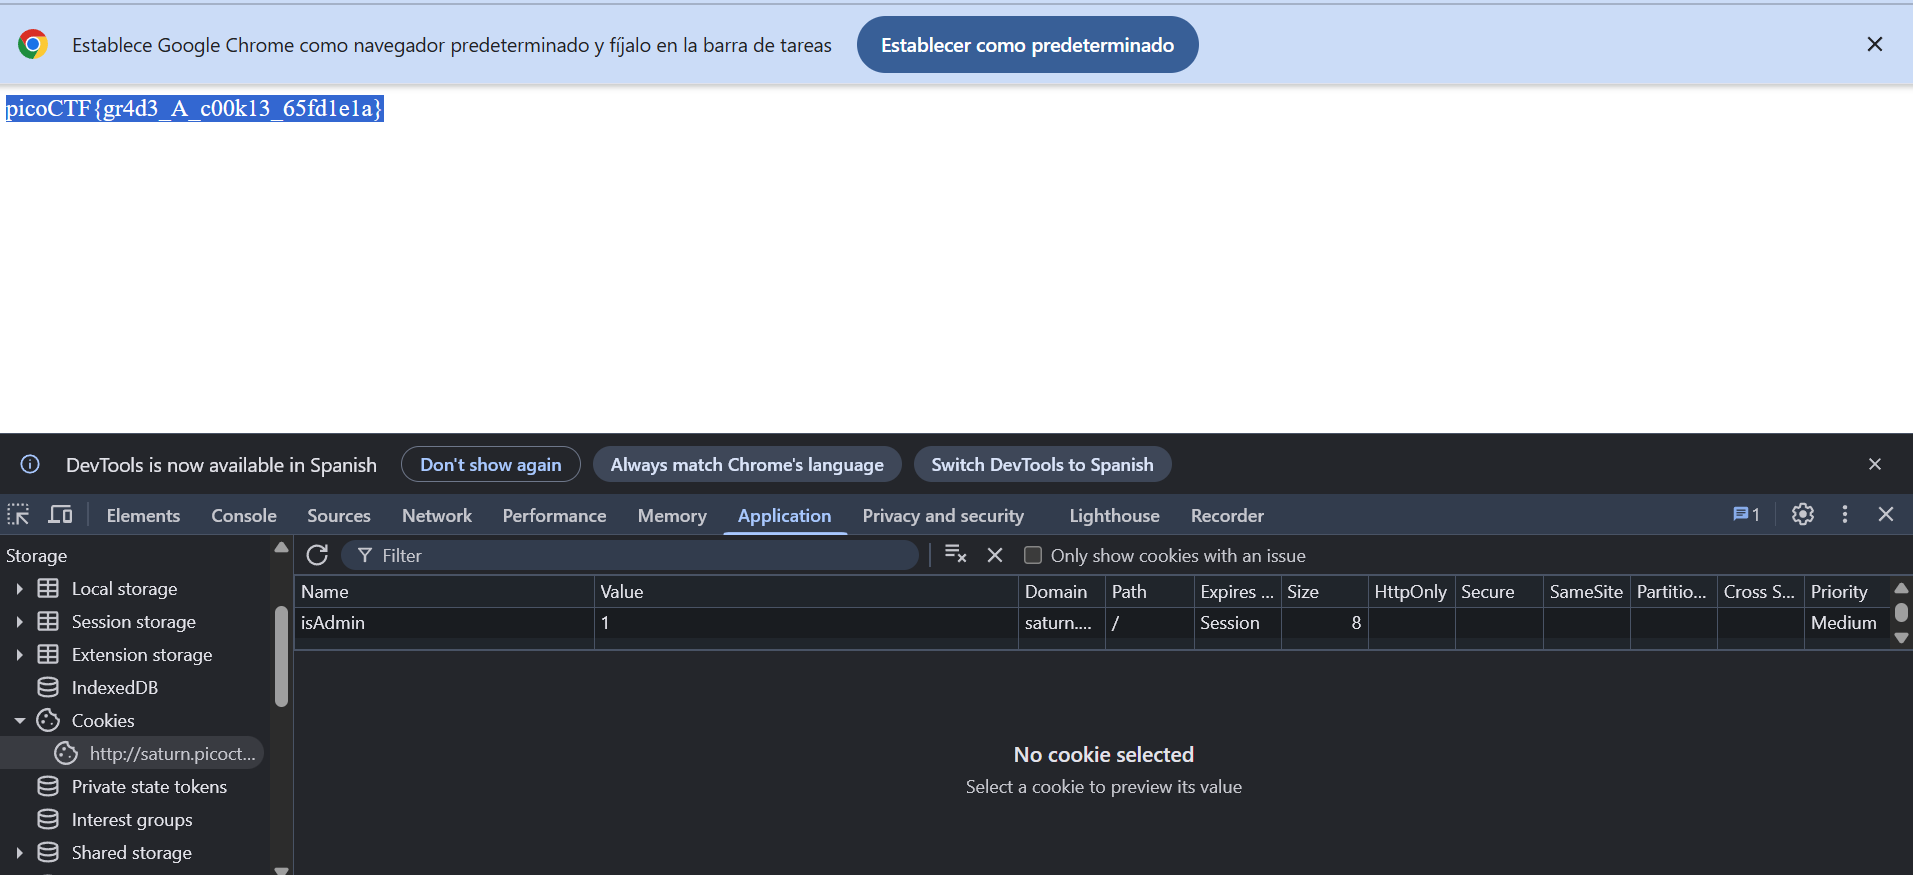 Establece Google Chrome como navegador predeterminado y fíjalo en la barra de tareas Establecer como predeterminado
picoCTF{gr4d3_A_c00k13_65fd1e1a}
DevTools is now available in Spanish Don't show again Always match Chrome's language Switch DevTools to Spanish
Elements Console Sources Network Performance Memory Application Privacy and security Lighthouse Recorder 1
Storage
Filter Only show cookies with an issue
Local storage
Session storage
Extension storage
IndexedDB
Cookies
http://saturn.picoct...
Private state tokens
Interest groups
Shared storage
Name Value Domain Path Expires ... Size HttpOnly Secure SameSite Partitio... Cross S... Priority
isAdmin 1 saturn.... / Session 8 Medium
No cookie selected
Select a cookie to preview its value